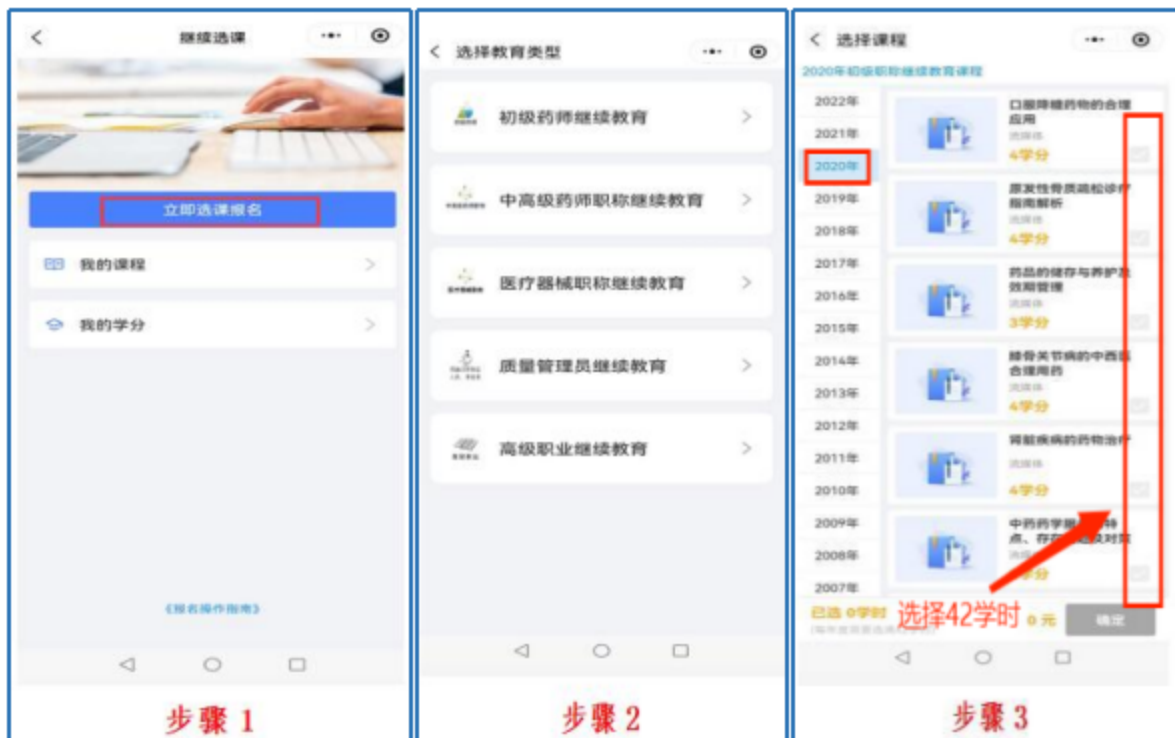 继续选课
立即选课报名
我的课程
我的学分
《报名操作指南》
步骤 1
选择教育类型
初级药师继续教育
中高级药师职称继续教育
医疗器械职称继续教育
质量管理员继续教育
高级职业继续教育
步骤 2
选择课程
2020年初级职称继续教育课程
2022年
2021年
2020年
2019年
2018年
2017年
2016年
2015年
2014年
2013年
2012年
2011年
2010年
2009年
2008年
2007年
口服降糖药物的合理
应用
流媒体
4学分
原发性骨质疏松诊疗
指南解析
流媒体
4学分
药品的储存与养护及
效期管理
流媒体
3学分
膝骨关节病的中西医
合理用药
流媒体
4学分
肾脏疾病的药物治疗
流媒体
4学分
中药药学服 特
点、存在 及对策
学分
选择42学时
已选 0学时
0 元
确定
步骤 3